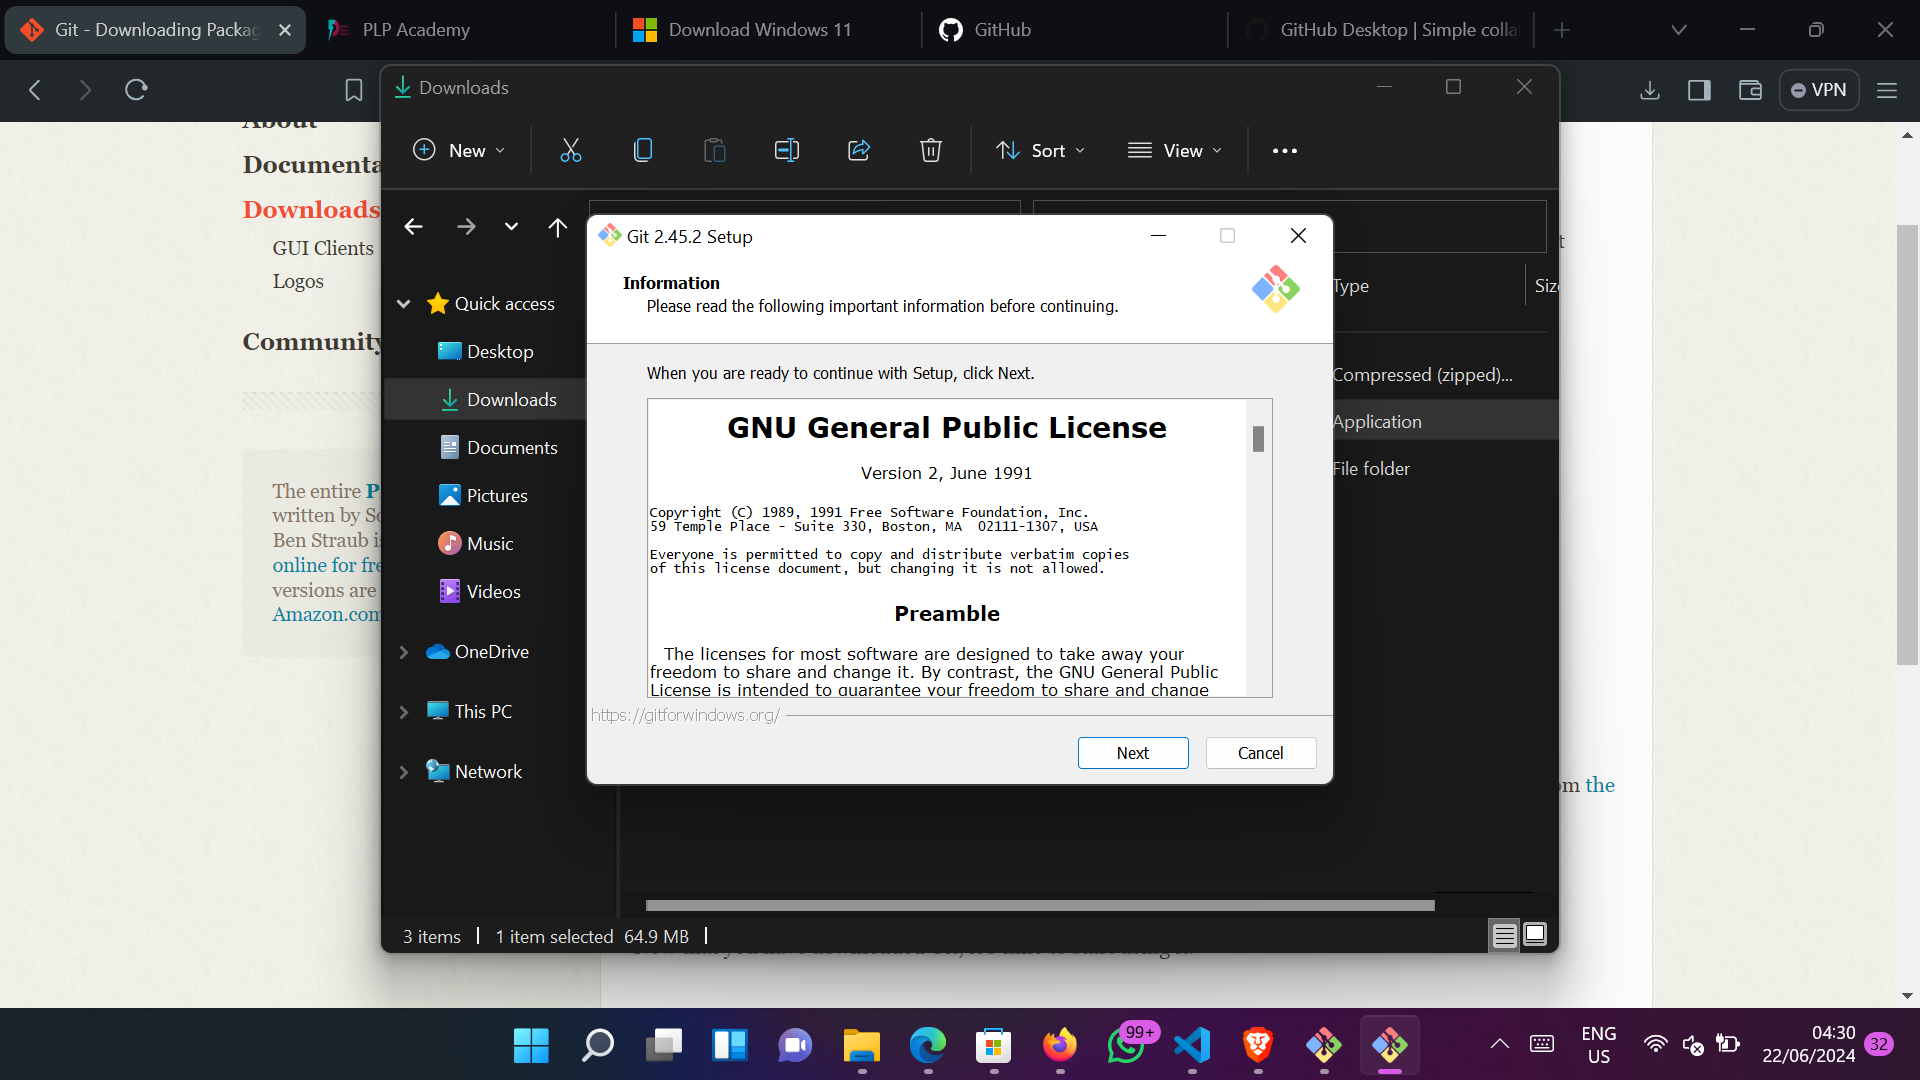 Git - Downloading Packag
PLP Academy
Download Windows 11
GitHub
GitHub Desktop | Simple colla
VPN
Downloads
New
Sort
View
About
Documenta
Downloads
GUI Clients
Logos
Community
The entire P
written by Sc
Ben Straub is
online for fre
versions are
Amazon.com
Quick access
Desktop
Downloads
Documents
Pictures
Music
Videos
OneDrive
This PC
Network
Type
Size
Compressed (zipped)...
Application
File folder
Git 2.45.2 Setup
Information
Please read the following important information before continuing.
When you are ready to continue with Setup, click Next.
GNU General Public License
Version 2, June 1991
Copyright (C) 1989, 1991 Free Software Foundation, Inc.
59 Temple Place - Suite 330, Boston, MA  02111-1307, USA
Everyone is permitted to copy and distribute verbatim copies
of this license document, but changing it is not allowed.
Preamble
The licenses for most software are designed to take away your
freedom to share and change it. By contrast, the GNU General Public
License is intended to guarantee your freedom to share and change
https://gitforwindows.org/
Next
Cancel
om the
3 items
1 item selected 64.9 MB
99+
ENG
US
04:30
22/06/2024
32